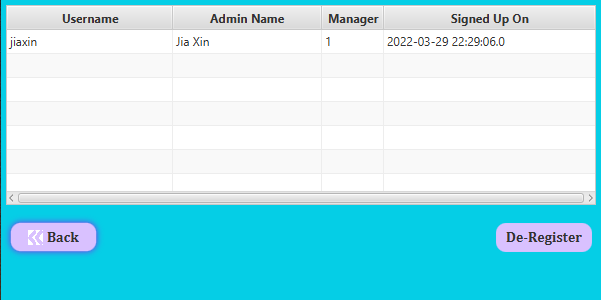 Username Admin Name Manager Signed Up On
jiaxin Jia Xin 1 2022-03-29 22:29:06.0
Back De-Register